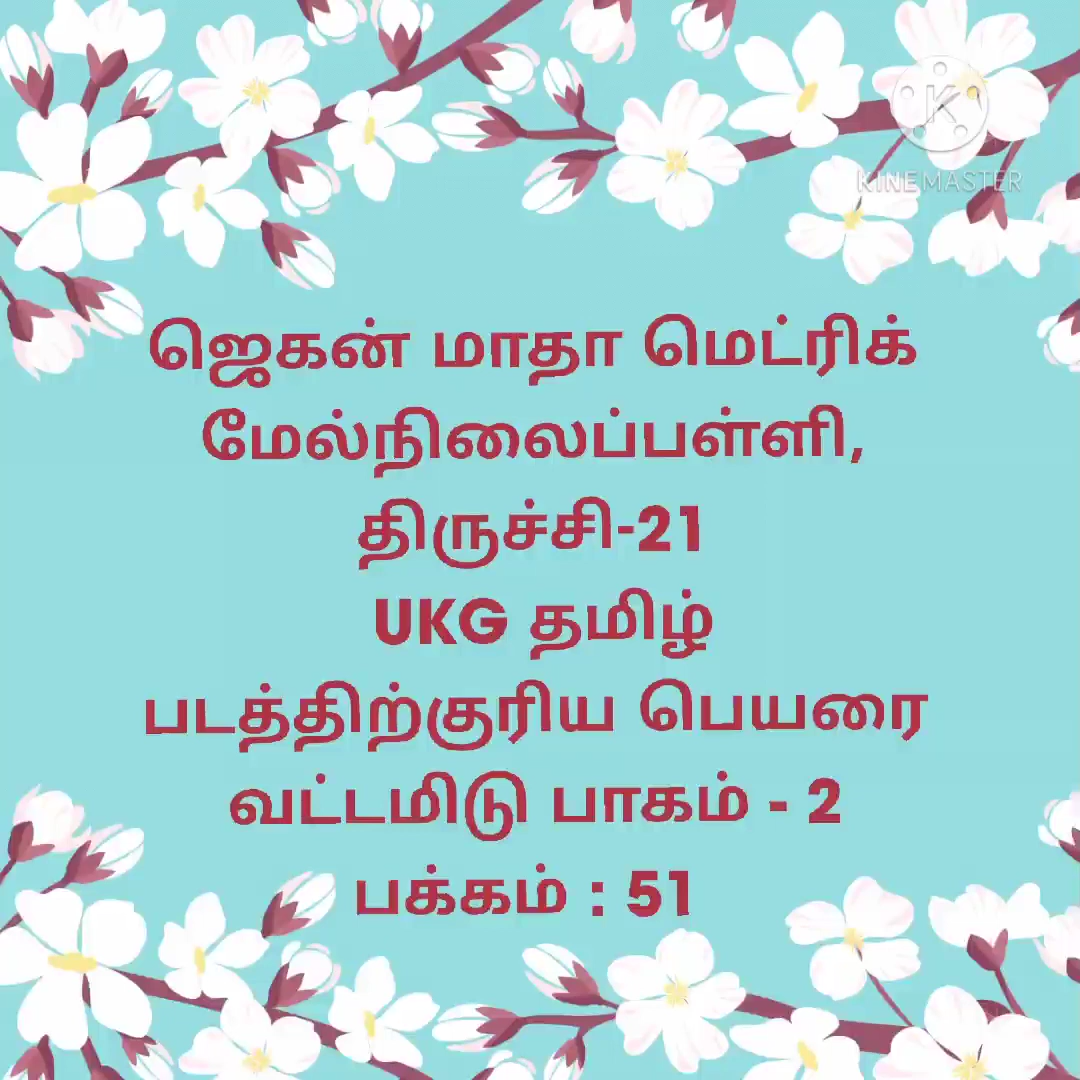 K
KINEMASTER
ஜெகன் மாதா மெட்ரிக்
மேல்நிலைப்பள்ளி,
திருச்சி-21
UKG தமிழ்
படத்திற்குரிய பெயரை
வட்டமிடு பாகம் - 2
பக்கம் : 51